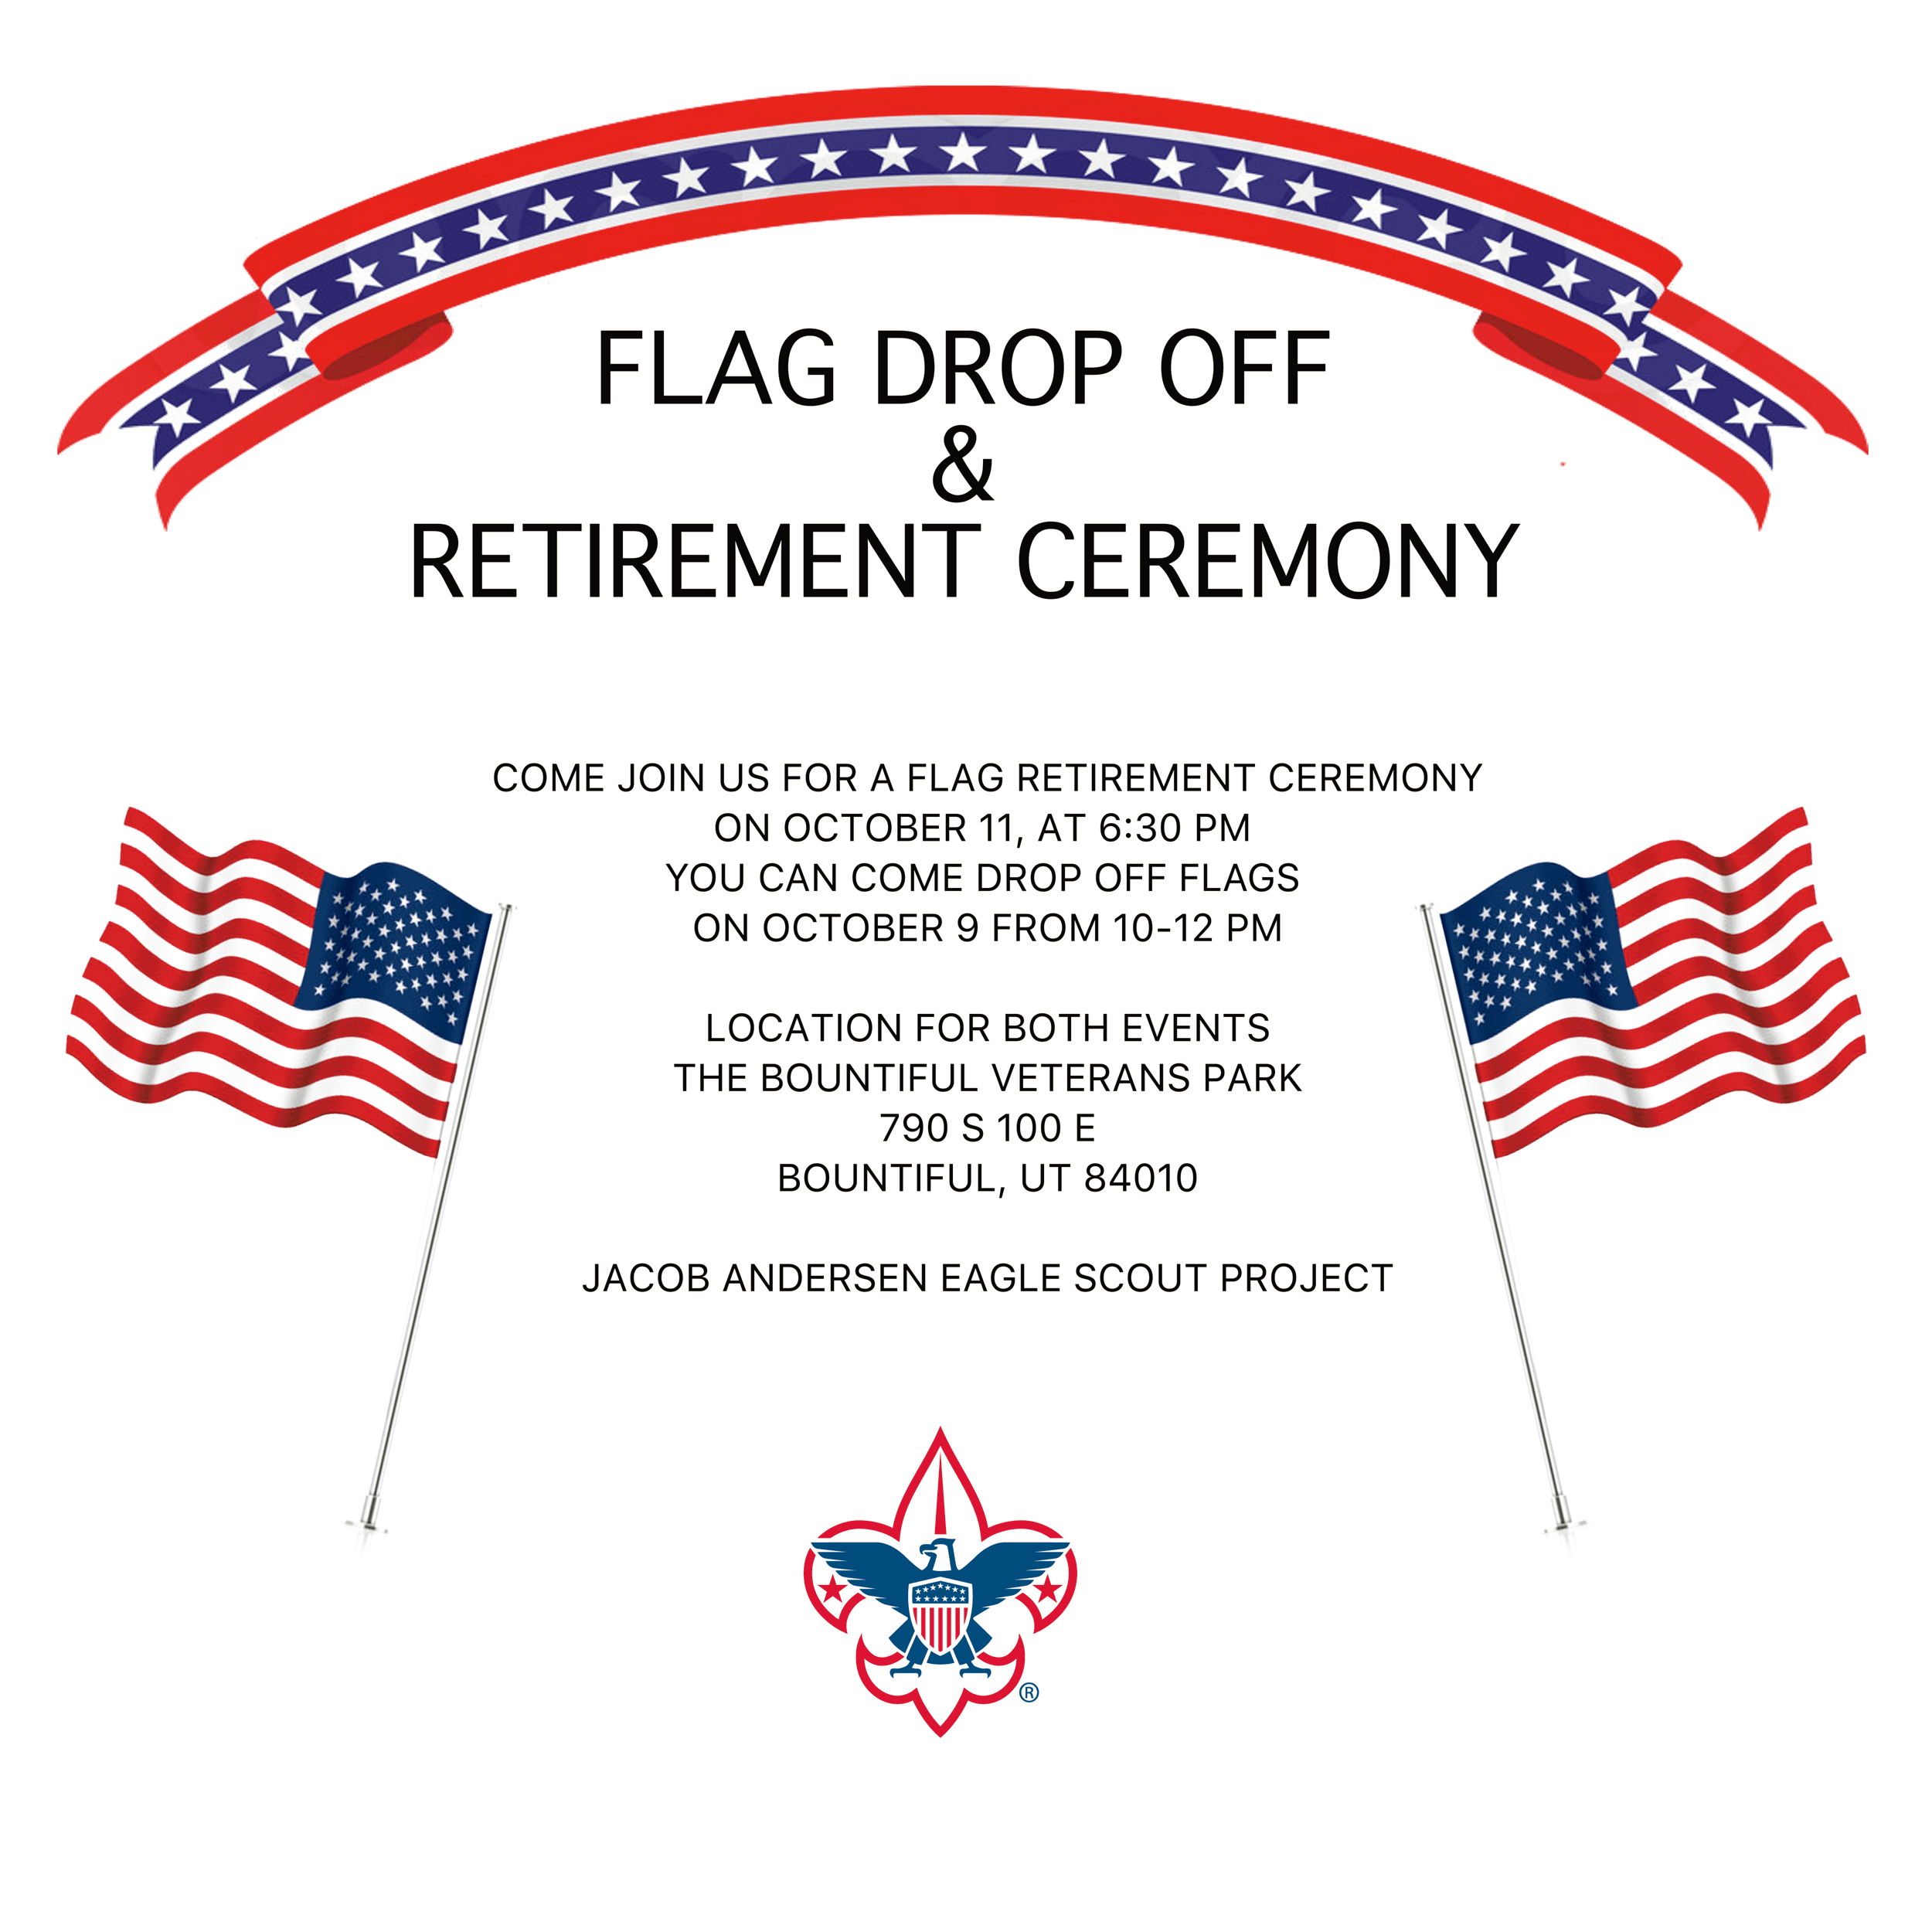 FLAG DROP OFF
&
RETIREMENT CEREMONY
COME JOIN US FOR A FLAG RETIREMENT CEREMONY
ON OCTOBER 11, AT 6:30 PM
YOU CAN COME DROP OFF FLAGS
ON OCTOBER 9 FROM 10-12 PM
LOCATION FOR BOTH EVENTS
THE BOUNTIFUL VETERANS PARK
790 S 100 E
BOUNTIFUL, UT 84010
JACOB ANDERSEN EAGLE SCOUT PROJECT
®